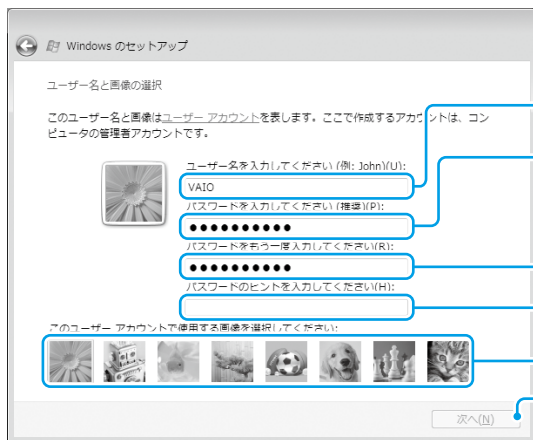 Windows のセットアップ
ユーザー名と画像の選択
このユーザー名と画像はユーザー アカウントを表します。ここで作成するアカウントは、コン
ピュータの管理者アカウントです。
ユーザー名を入力してください (例: John)(U):
VAIO
パスワードを入力してください (推奨)(P):
●●●●●●●●●●
パスワードをもう一度入力してください(R):
●●●●●●●●●●
パスワードのヒントを入力してください(H):
このユーザー アカウントで使用する画像を選択してください:
次へ(N)